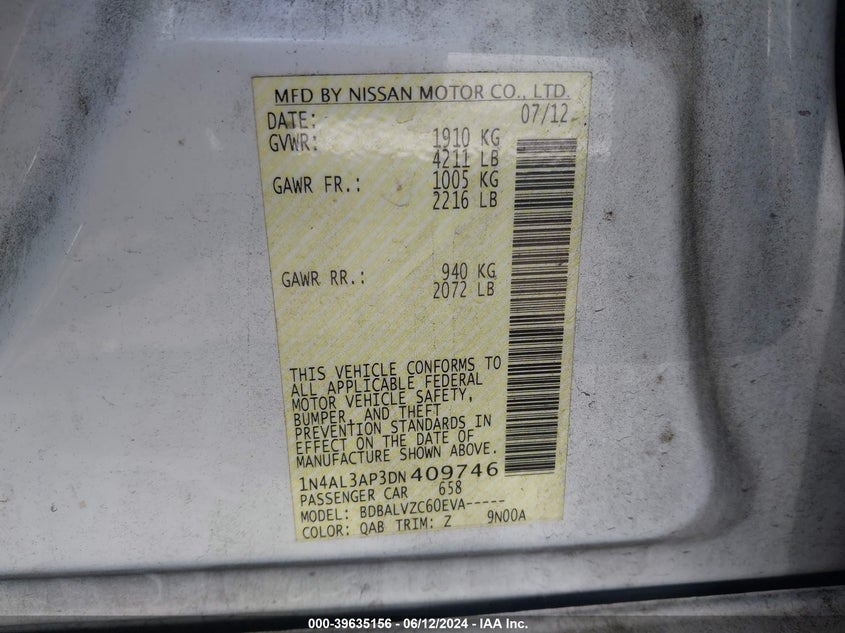 MFD BY NISSAN MOTOR CO., LTD.
DATE: 07/12
GVWR: 1910 KG
4211 LB
GAWR FR.: 1005 KG
2216 LB
GAWR RR.: 940 KG
2072 LB
THIS VEHICLE CONFORMS TO
ALL APPLICABLE FEDERAL
MOTOR VEHICLE SAFETY,
BUMPER, AND THEFT
PREVENTION STANDARDS IN
EFFECT ON THE DATE OF
MANUFACTURE SHOWN ABOVE.
1N4AL3AP3DN409746
PASSENGER CAR 658
MODEL: BDBALVZC60EVA-----
COLOR: QAB TRIM: Z 9N00A
000-39635156 - 06/12/2024 - IAA Inc.